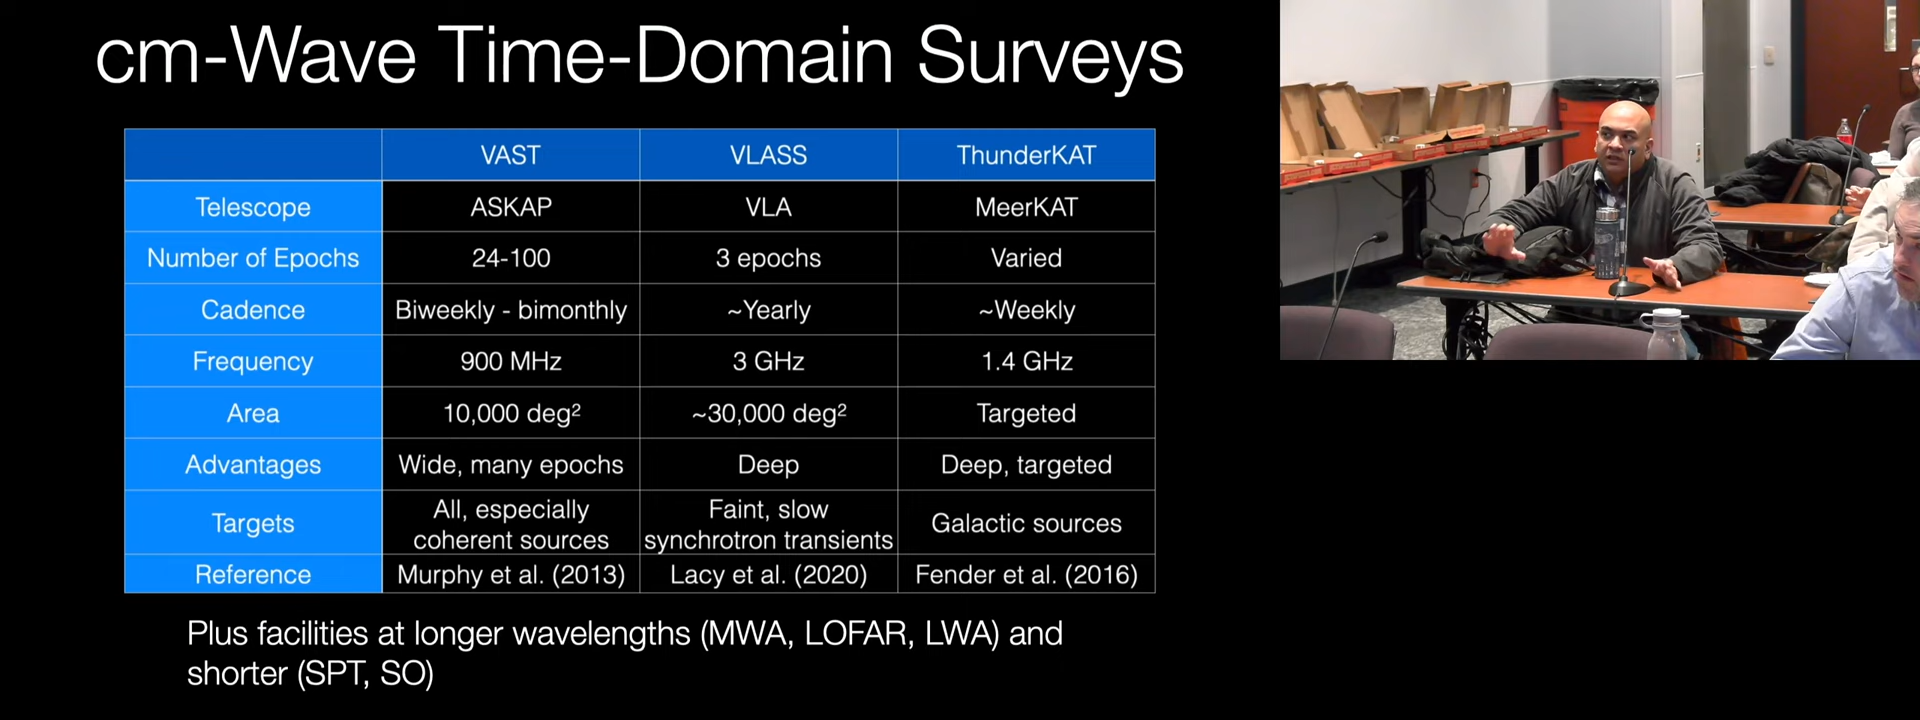 cm-Wave Time-Domain Surveys
VAST VLASS ThunderKAT
Telescope ASKAP VLA MeerKAT
Number of Epochs 24-100 3 epochs Varied
Cadence Biweekly - bimonthly ~Yearly ~Weekly
Frequency 900 MHz 3 GHz 1.4 GHz
Area 10,000 deg² ~30,000 deg² Targeted
Advantages Wide, many epochs Deep Deep, targeted
Targets All, especially coherent sources Faint, slow synchrotron transients Galactic sources
Reference Murphy et al. (2013) Lacy et al. (2020) Fender et al. (2016)
Plus facilities at longer wavelengths (MWA, LOFAR, LWA) and
shorter (SPT, SO)